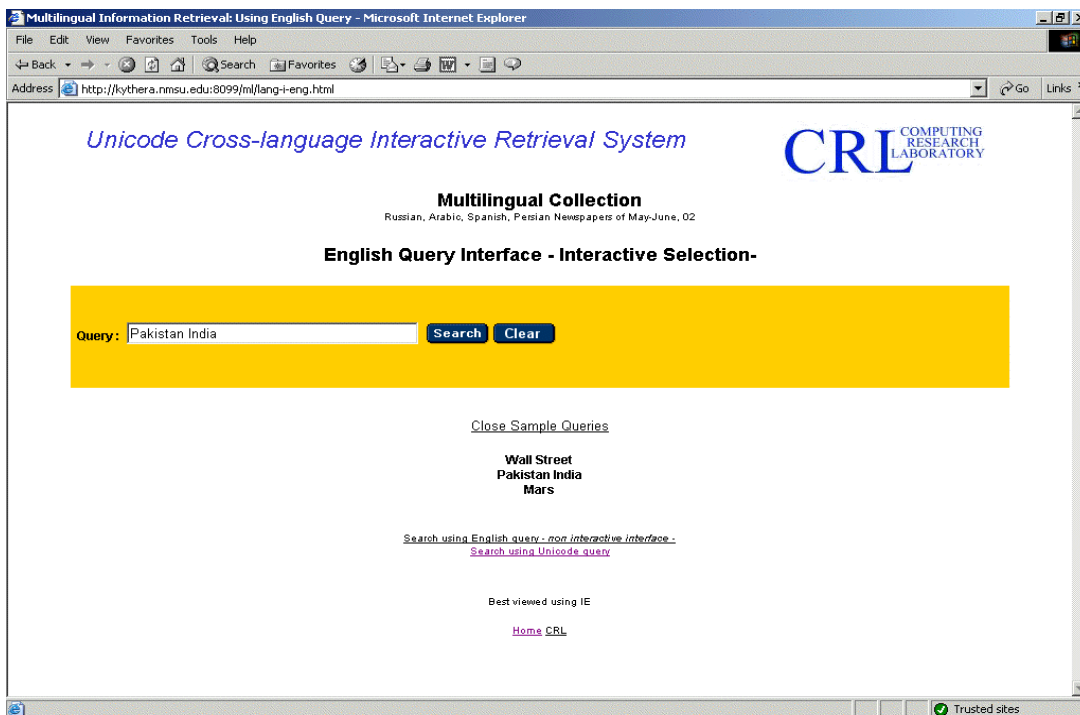 Multilingual Information Retrieval: Using English Query - Microsoft Internet Explorer
File Edit View Favorites Tools Help
Back Search Favorites
Address http://kythera.nmsu.edu:8099/ml/lang-i-eng.html Go Links
Unicode Cross-language Interactive Retrieval System
CRL COMPUTING RESEARCH LABORATORY
Multilingual Collection
Russian, Arabic, Spanish, Persian Newspapers of May-June, 02
English Query Interface - Interactive Selection-
Query: Pakistan India Search Clear
Close Sample Queries
Wall Street
Pakistan India
Mars
Search using English query - non interactive interface -
Search using Unicode query
Best viewed using IE
Home CRL
Trusted sites